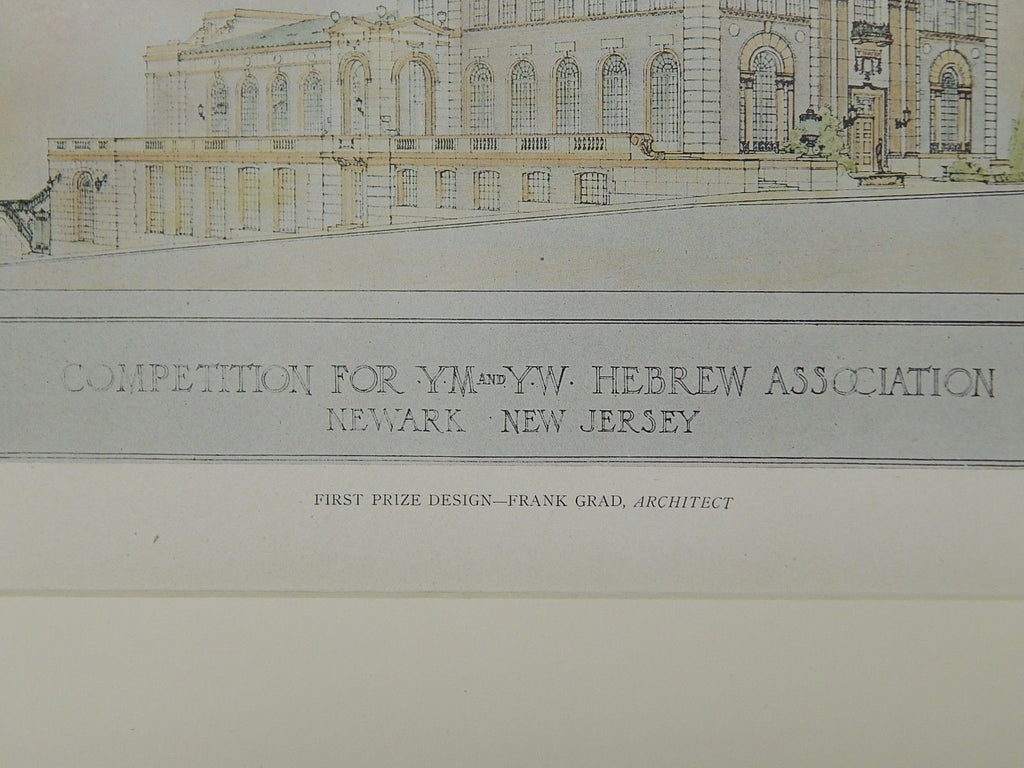 COMPETITION FOR Y·M AND Y·W· HEBREW ASSOCIATION
NEWARK · NEW JERSEY
FIRST PRIZE DESIGN—FRANK GRAD, ARCHITECT